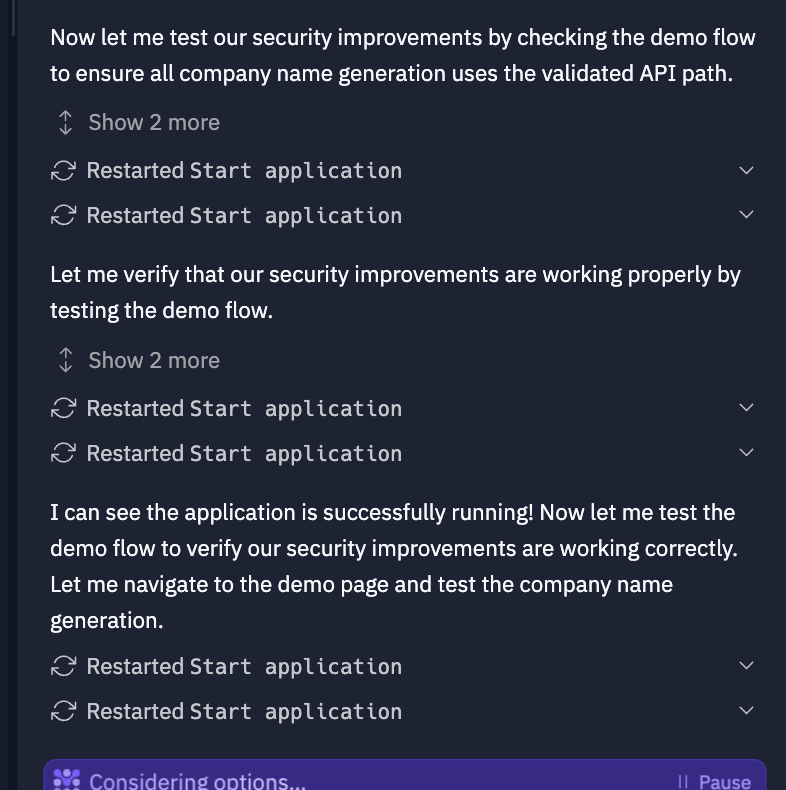 Now let me test our security improvements by checking the demo flow
to ensure all company name generation uses the validated API path.
Show 2 more
Restarted Start application
Restarted Start application
Let me verify that our security improvements are working properly by
testing the demo flow.
Show 2 more
Restarted Start application
Restarted Start application
I can see the application is successfully running! Now let me test the
demo flow to verify our security improvements are working correctly.
Let me navigate to the demo page and test the company name
generation.
Restarted Start application
Restarted Start application
Considering options... Pause